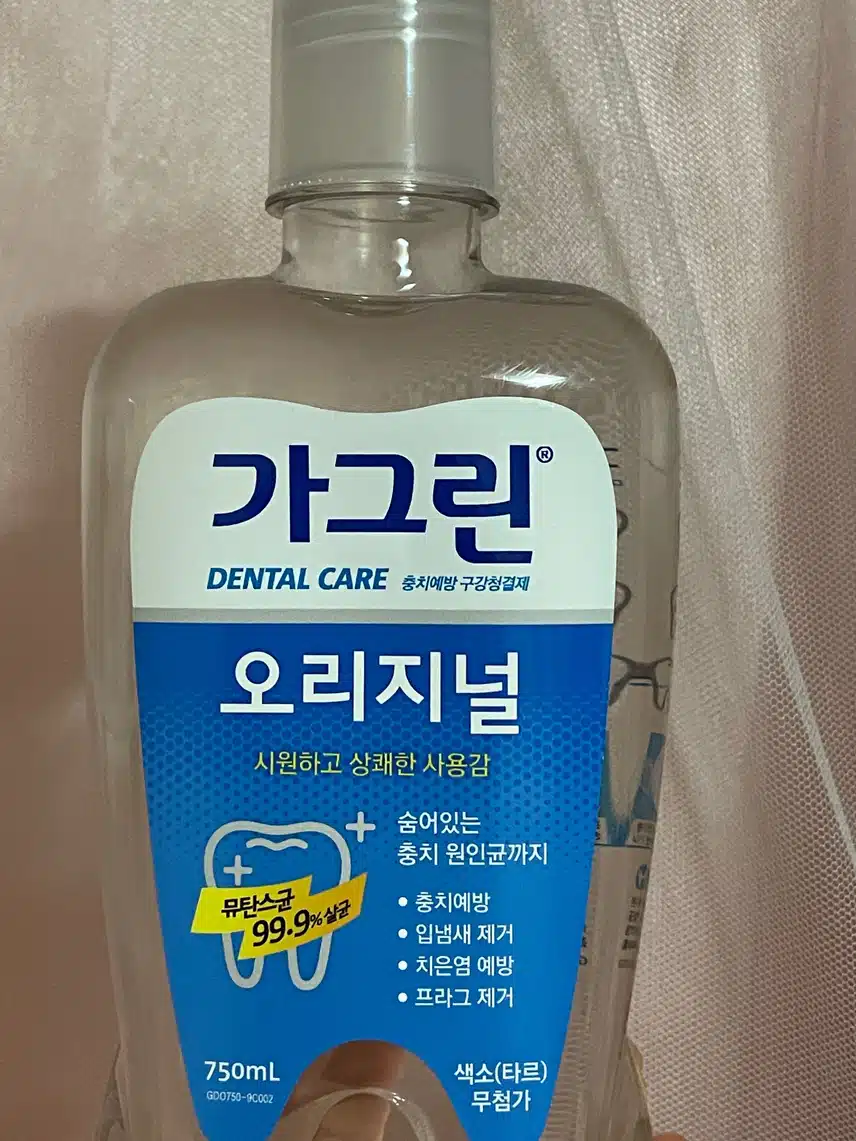 가그린®
DENTAL CARE 충치예방 구강청결제
오리지널
시원하고 상쾌한 사용감
숨어있는
충치 원인균까지
뮤탄스균
99.9% 살균
• 충치예방
• 입냄새 제거
• 치은염 예방
• 프라그 제거
750mL
GDO750-9C002
색소(타르)
무첨가